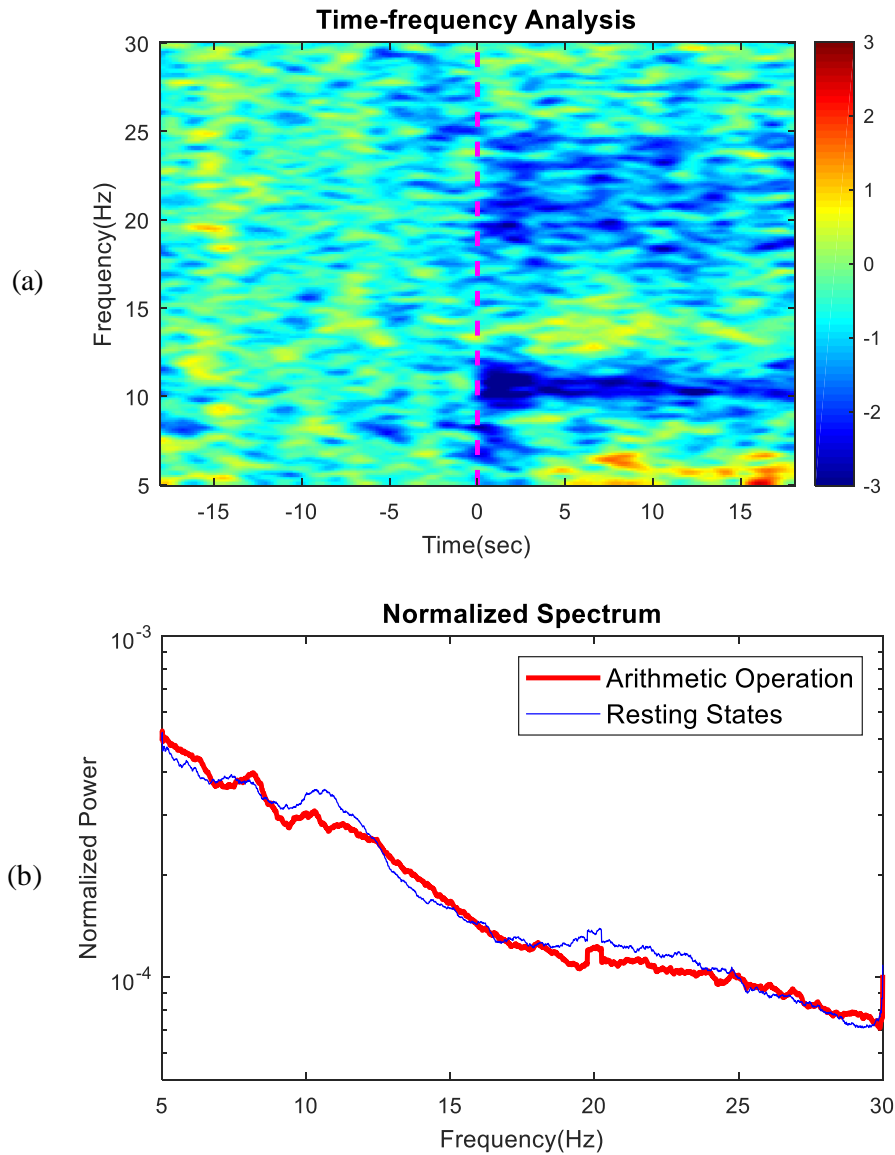 Time-frequency Analysis
30
25
20
15
10
5
Frequency(Hz)
-15 -10 -5 0 5 10 15
Time(sec)
3
2
1
0
-1
-2
-3
(a)
Normalized Spectrum
10-3
10-4
Normalized Power
Arithmetic Operation
Resting States
5 10 15 20 25 30
Frequency(Hz)
(b)